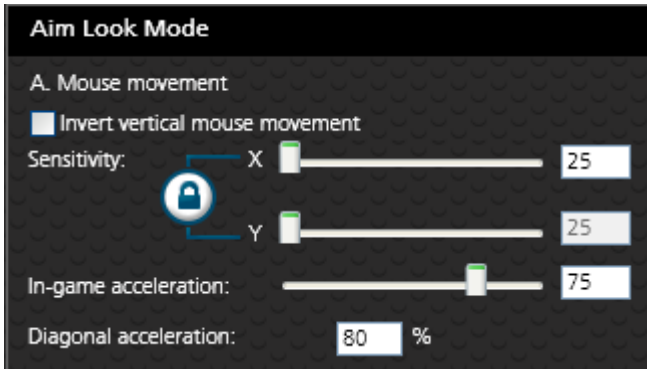 Aim Look Mode
A. Mouse movement
Invert vertical mouse movement
Sensitivity: X 25
Y 25
In-game acceleration: 75
Diagonal acceleration: 80 %